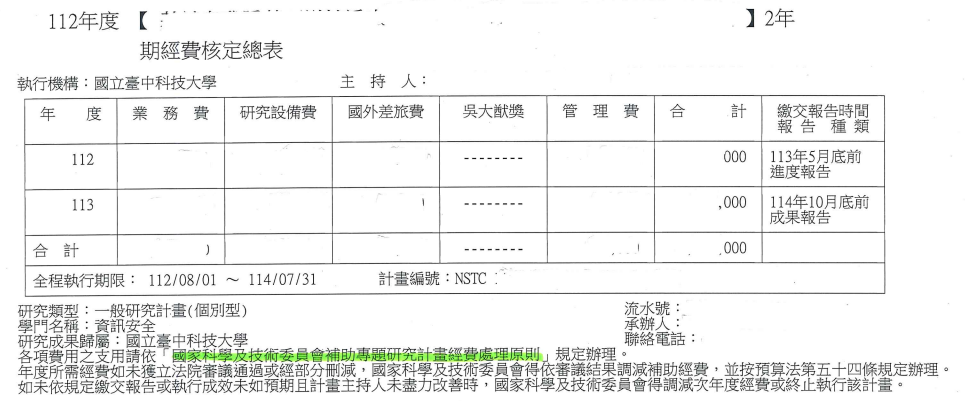 112年度【 】2年
期經費核定總表
執行機構：國立臺中科技大學 主 持 人：
年 度 業 務 費 研究設備費 國外差旅費 吳大猷獎 管 理 費 合 計 繳交報告時間
報 告 種 類
112 -------- 000 113年5月底前
進度報告
113 -------- ,000 114年10月底前
成果報告
合 計 -------- ,000
全程執行期限： 112/08/01 ～ 114/07/31 計畫編號：NSTC
研究類型：一般研究計畫(個別型) 流水號：
學門名稱：資訊安全 承辦人：
研究成果歸屬：國立臺中科技大學 聯絡電話：
各項費用之支用請依「國家科學及技術委員會補助專題研究計畫經費處理原則」規定辦理。
年度所需經費如未獲立法院審議通過或經部分刪減，國家科學及技術委員會得依審議結果調減補助經費，並按預算法第五十四條規定辦理。
如未依規定繳交報告或執行成效未如預期且計畫主持人未盡力改善時，國家科學及技術委員會得調減次年度經費或終止執行該計畫。